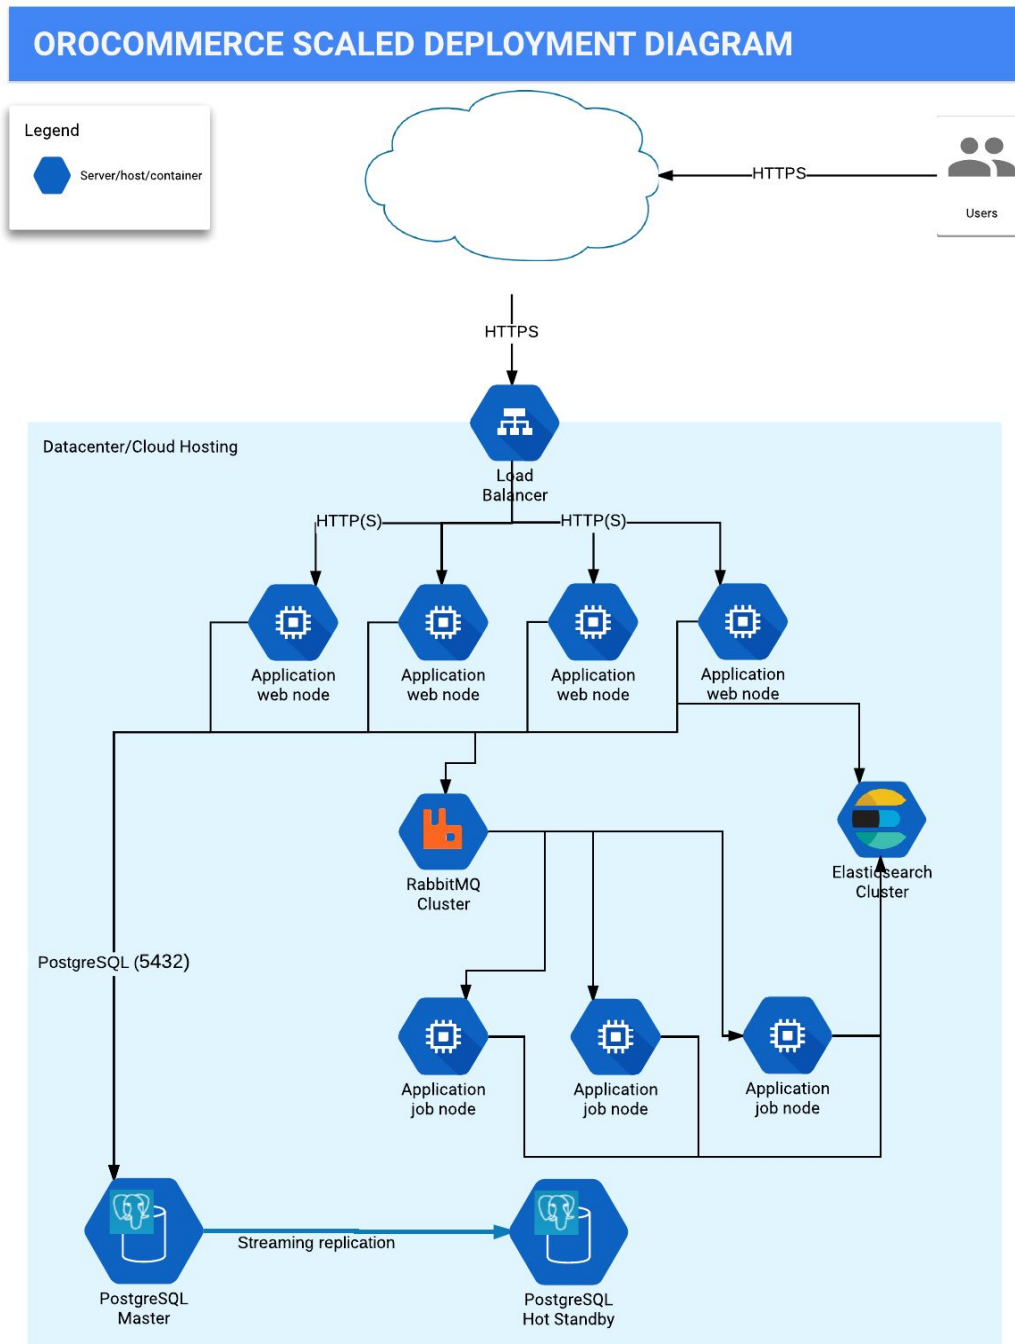 OROCOMMERCE SCALED DEPLOYMENT DIAGRAM
Legend
Server/host/container
HTTPS
Users
HTTPS
Datacenter/Cloud Hosting
Load
Balancer
HTTP(S)
HTTP(S)
Application
web node
Application
web node
Application
web node
Application
web node
RabbitMQ
Cluster
Elasticsearch
Cluster
PostgreSQL (5432)
Application
job node
Application
job node
Application
job node
Streaming replication
PostgreSQL
Master
PostgreSQL
Hot Standby